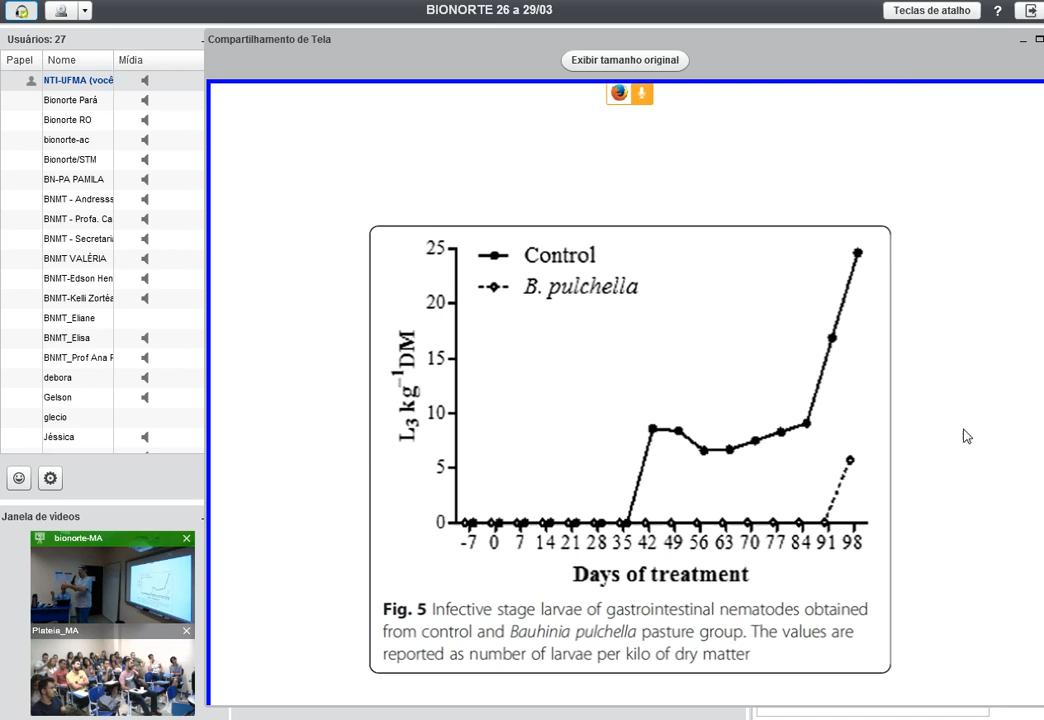 BIONORTE 26 a 29/03
Teclas de atalho
?
Usuários: 27
Compartilhamento de Tela
Papel Nome Mídia
Exibir tamanho original
NTI-UFMA (você
Bionorte Pará
Bionorte RO
bionorte-ac
Bionorte/STM
BN-PA PAMILA
BNMT - Andresss
BNMT - Profa. Ca
BNMT - Secretari
BNMT VALÉRIA
BNMT-Edson Hen
BNMT-Kelli Zortéa
BNMT_Eliane
BNMT_Elisa
BNMT_Prof Ana P
debora
Gelson
glecio
Jéssica
Janela de videos
bionorte-MA
Plateia_MA
Control
B. pulchella
25
20
15
10
5
0
L3 kg-1DM
-7 0 7 14 21 28 35 42 49 56 63 70 77 84 91 98
Days of treatment
Fig. 5 Infective stage larvae of gastrointestinal nematodes obtained
from control and Bauhinia pulchella pasture group. The values are
reported as number of larvae per kilo of dry matter